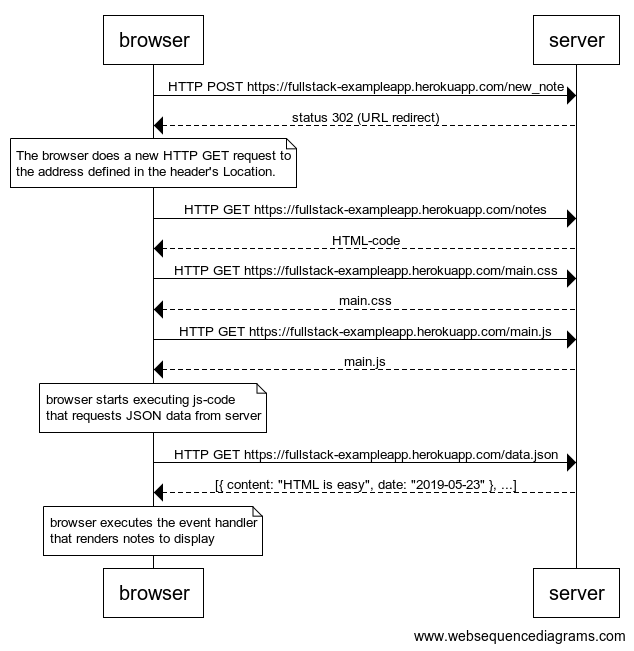 browser
server
HTTP POST https://fullstack-exampleapp.herokuapp.com/new_note
status 302 (URL redirect)
The browser does a new HTTP GET request to
the address defined in the header's Location.
HTTP GET https://fullstack-exampleapp.herokuapp.com/notes
HTML-code
HTTP GET https://fullstack-exampleapp.herokuapp.com/main.css
main.css
HTTP GET https://fullstack-exampleapp.herokuapp.com/main.js
main.js
browser starts executing js-code
that requests JSON data from server
HTTP GET https://fullstack-exampleapp.herokuapp.com/data.json
[{ content: "HTML is easy", date: "2019-05-23" }, ...]
browser executes the event handler
that renders notes to display
browser
server
www.websequencediagrams.com